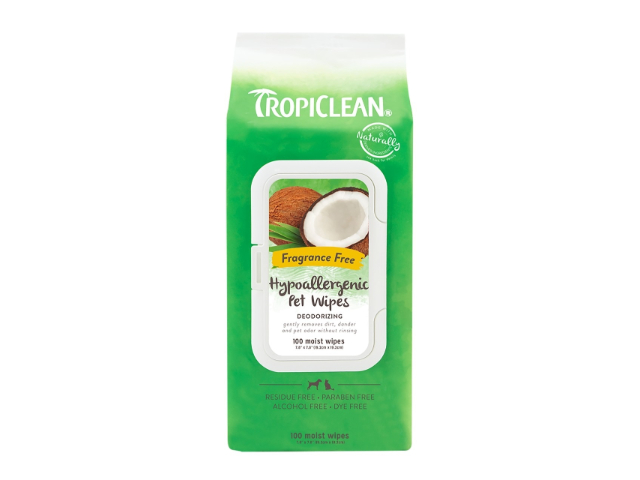 TROPICLEAN®
Naturally
Fragrance Free
Hypoallergenic
Pet Wipes
DEODORIZING
gently removes dirt, dander
and pet odor without rinsing
100 moist wipes
RESIDUE FREE • PARABEN FREE
ALCOHOL FREE • DYE FREE
100 moist wipes